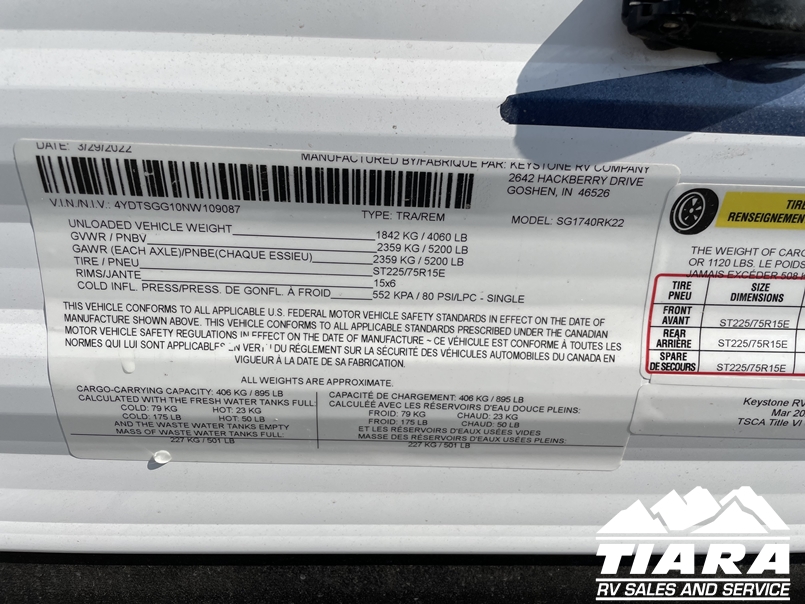 DATE: 3/29/2022
MANUFACTURED BY/FABRIQUE PAR: KEYSTONE RV COMPANY
2642 HACKBERRY DRIVE
GOSHEN, IN 46526
V.I.N./N.I.V.: 4YDTSGG10NW109087
TYPE: TRA/REM
MODEL: SG1740RK22
UNLOADED VEHICLE WEIGHT 1842 KG / 4060 LB
GVWR / PNBV 2359 KG / 5200 LB
GAWR (EACH AXLE)/PNBE(CHAQUE ESSIEU) 2359 KG / 5200 LB
TIRE / PNEU ST225/75R15E
RIMS/JANTE 15x6
COLD INFL. PRESS/PRESS. DE GONFL. À FROID 552 KPA / 80 PSI/LPC - SINGLE
THIS VEHICLE CONFORMS TO ALL APPLICABLE U.S. FEDERAL MOTOR VEHICLE SAFETY STANDARDS IN EFFECT ON THE DATE OF
MANUFACTURE SHOWN ABOVE. THIS VEHICLE CONFORMS TO ALL APPLICABLE STANDARDS PRESCRIBED UNDER THE CANADIAN
MOTOR VEHICLE SAFETY REGULATIONS IN EFFECT ON THE DATE OF MANUFACTURE ~ CE VÉHICULE EST CONFORME À TOUTES LES
NORMES QUI LUI SONT APPLICABLES EN VERTU DU RÉGLEMENT SUR LA SÉCURITÉ DES VÉHICULES AUTOMOBILES DU CANADA EN
VIGUEUR À LA DATE DE SA FABRICATION.
ALL WEIGHTS ARE APPROXIMATE.
CARGO-CARRYING CAPACITY: 406 KG / 895 LB
CALCULATED WITH THE FRESH WATER TANKS FULL:
COLD: 79 KG HOT: 23 KG
COLD: 175 LB HOT: 50 LB
AND THE WASTE WATER TANKS EMPTY
MASS OF WASTE WATER TANKS FULL:
227 KG / 501 LB
CAPACITÉ DE CHARGEMENT: 406 KG / 895 LB
CALCULÉE AVEC LES RÉSERVOIRS D'EAU DOUCE PLEINS:
FROID: 79 KG CHAUD: 23 KG
FROID: 175 LB CHAUD: 50 LB
ET LES RÉSERVOIRS D'EAUX USÉES VIDES
MASSE DES RÉSERVOIRS D'EAUX USÉES PLEINS:
227 KG / 501 LB
TIRE
RENSEIGNEMENT
THE WEIGHT OF CARGO
OR 1120 LBS. LE POIDS
JAMAIS EXCÉDER 508 K
TIRE SIZE
PNEU DIMENSIONS
FRONT
AVANT ST225/75R15E
REAR
ARRIÈRE ST225/75R15E
SPARE
DE SECOURS ST225/75R15E
Keystone RV
Mar 20
TSCA Title VI
TIARA
RV SALES AND SERVICE